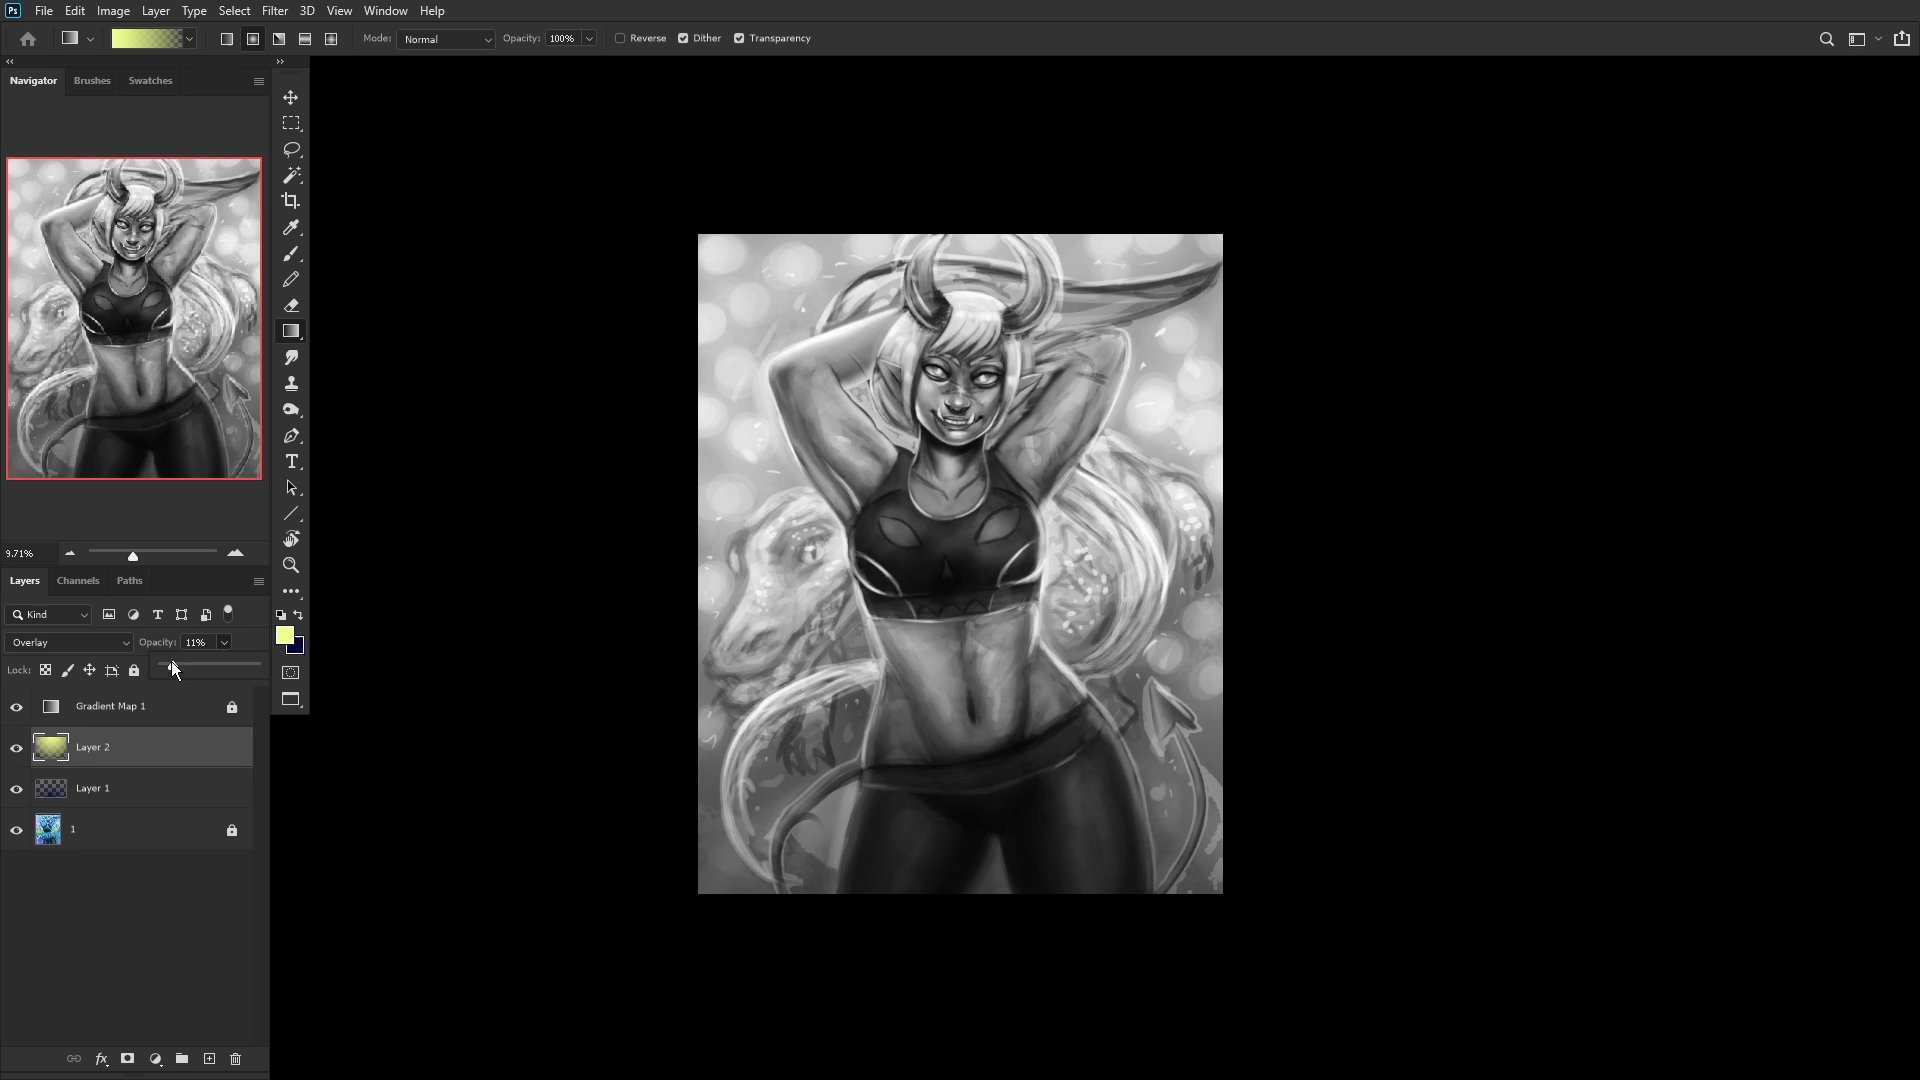 Ps File Edit Image Layer Type Select Filter 3D View Window Help
Mode: Normal Opacity: 100% Reverse Dither Transparency
Navigator Brushes Swatches
9.71%
Layers Channels Paths
Kind
Overlay Opacity: 11%
Lock:
Gradient Map 1
Layer 2
Layer 1
1